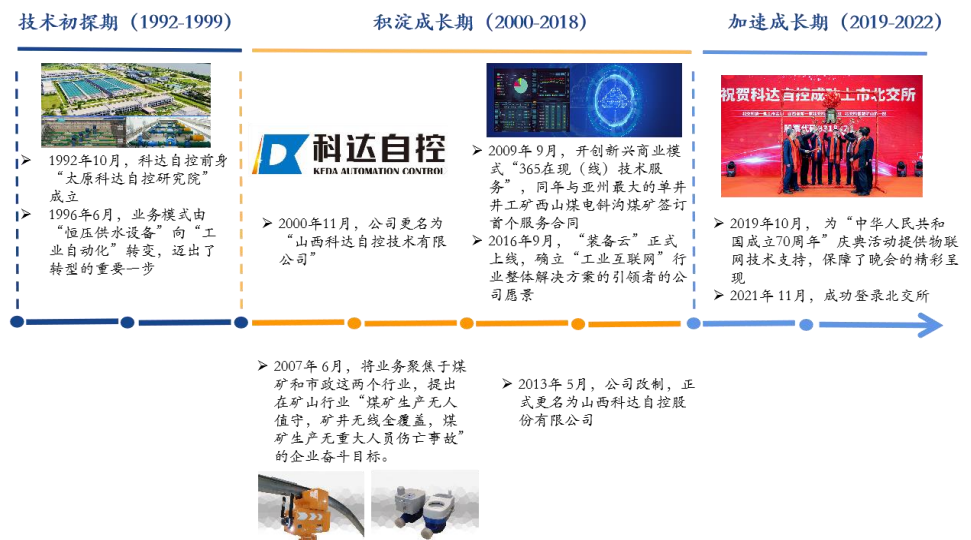 技术初探期（1992-1999）
积淀成长期（2000-2018）
加速成长期（2019-2022）
➢ 1992年10月，科达自控前身
“太原科达自控研究院”
成立
➢ 1996年6月，业务模式由
“恒压供水设备”向“工
业自动化”转变，迈出了
转型的重要一步
科达自控
KEDA AUTOMATION CONTROL
➢ 2000年11月，公司更名为
“山西科达自控技术有限
公司”
➢ 2009年 9月，开创新兴商业模
式“365在现（线）技术服
务”，同年与亚洲最大的单井
井工矿西山煤电斜沟煤矿签订
首个服务合同
➢ 2016年9月，“装备云”正式
上线，确立“工业互联网”行
业整体解决方案的引领者的公
司愿景
祝贺科达自控成功上市北交所
➢ 2019年10月，为“中华人民共和
国成立70周年”庆典活动提供物联
网技术支持，保障了晚会的精彩呈
现
➢ 2021年 11月，成功登录北交所
➢ 2007年 6月，将业务聚焦于煤
矿和市政这两个行业，提出
在矿山行业“煤矿生产无人
值守，矿井无线全覆盖，煤
矿生产无重大人员伤亡事故”
的企业奋斗目标。
➢ 2013年 5月，公司改制，正
式更名为山西科达自控股
份有限公司